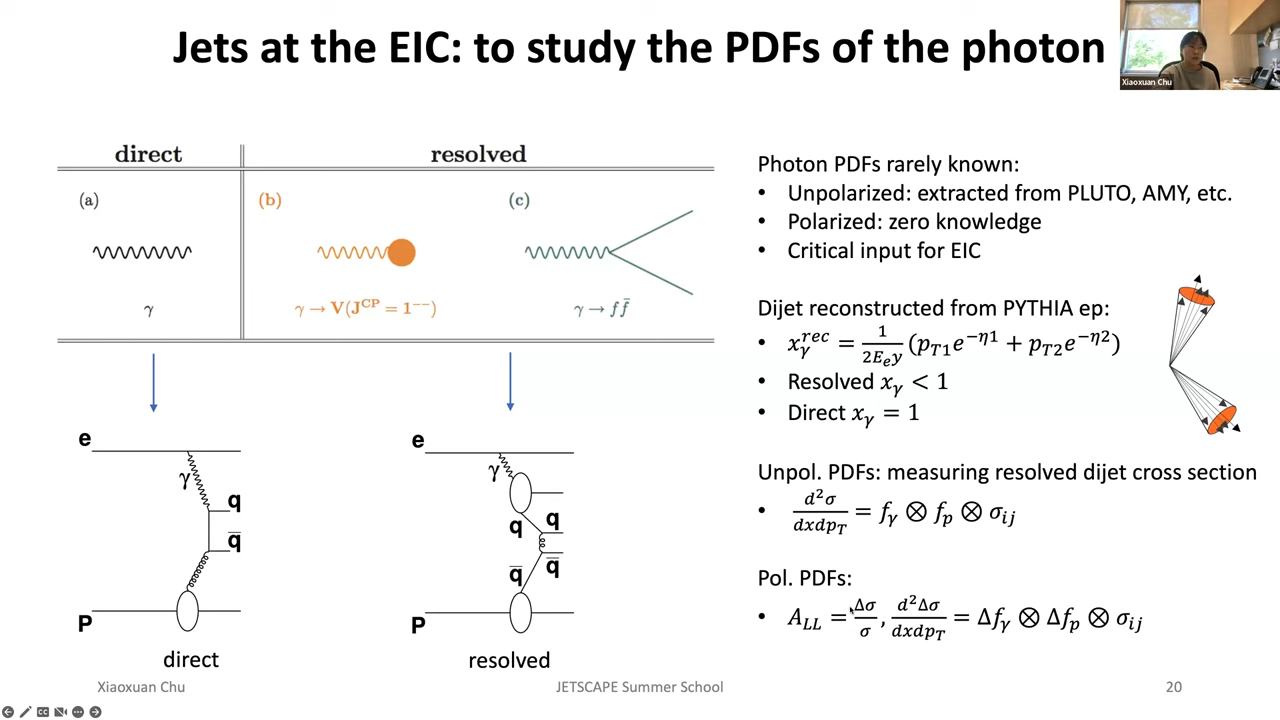 Jets at the EIC: to study the PDFs of the photon
Xiaoxuan Chu
direct
resolved
(a)
(b)
(c)
γ
γ → V(J^CP = 1^−−)
γ → f f̄
Photon PDFs rarely known:
• Unpolarized: extracted from PLUTO, AMY, etc.
• Polarized: zero knowledge
• Critical input for EIC
Dijet reconstructed from PYTHIA ep:
• x_γ^rec = 1/(2E_e y) (p_T1 e^−η1 + p_T2 e^−η2)
• Resolved x_γ < 1
• Direct x_γ = 1
Unpol. PDFs: measuring resolved dijet cross section
• d²σ/dxdp_T = f_γ ⊗ f_p ⊗ σ_ij
Pol. PDFs:
• A_LL = Δσ/σ, d²Δσ/dxdp_T = Δf_γ ⊗ Δf_p ⊗ σ_ij
e
γ
q
q̄
P
direct
e
γ
q
q
q̄
q̄
P
resolved
Xiaoxuan Chu
JETSCAPE Summer School
20